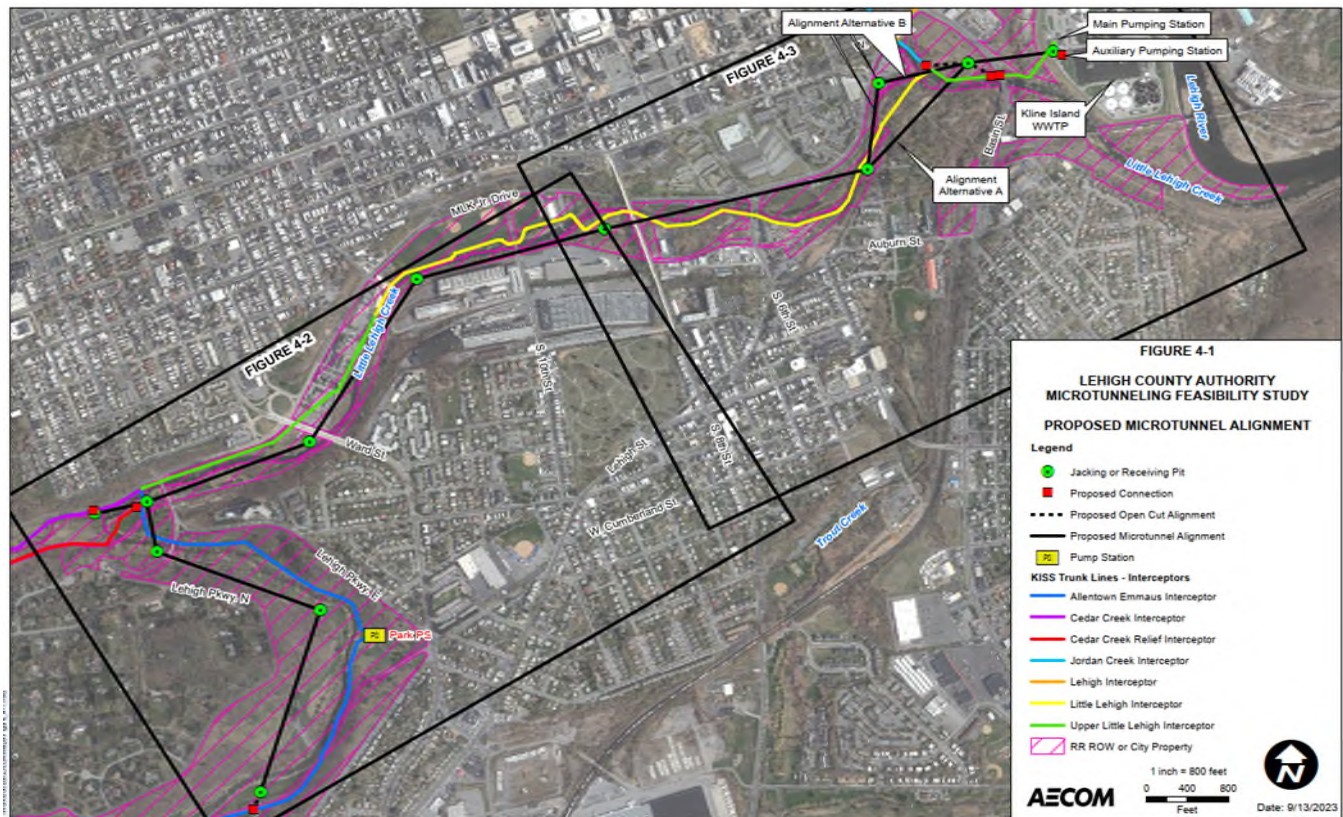 Alignment Alternative B
N
Main Pumping Station
Auxiliary Pumping Station
FIGURE 4-3
Kline Island
WWTP
Lehigh River
Basin St.
Little Lehigh Creek
Alignment
Alternative A
MLK Jr. Drive
Auburn St.
Little Lehigh Creek
S. 6th St.
FIGURE 4-2
S. 10th St.
Ward St.
Lehigh St.
S. 8th St.
W. Cumberland St.
Trout Creek
Lehigh Pkwy. E
Lehigh Pkwy. N
PS
Park PS
FIGURE 4-1
LEHIGH COUNTY AUTHORITY
MICROTUNNELING FEASIBILITY STUDY
PROPOSED MICROTUNNEL ALIGNMENT
Legend
Jacking or Receiving Pit
Proposed Connection
Proposed Open Cut Alignment
Proposed Microtunnel Alignment
PS Pump Station
KISS Trunk Lines - Interceptors
Allentown Emmaus Interceptor
Cedar Creek Interceptor
Cedar Creek Relief Interceptor
Jordan Creek Interceptor
Lehigh Interceptor
Little Lehigh Interceptor
Upper Little Lehigh Interceptor
RR ROW or City Property
1 inch = 800 feet
0 400 800
Feet
AECOM
N
Date: 9/13/2023